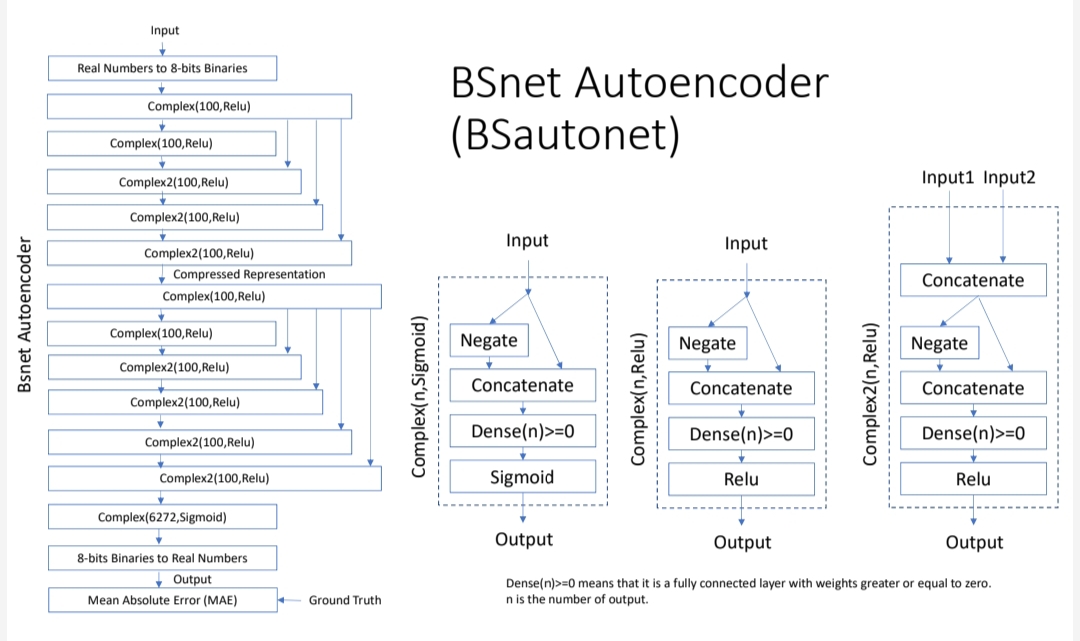 BSnet Autoencoder
(BSautonet)
Bsnet Autoencoder
Input
Real Numbers to 8-bits Binaries
Complex(100,Relu)
Complex(100,Relu)
Complex2(100,Relu)
Complex2(100,Relu)
Complex2(100,Relu)
Compressed Representation
Complex(100,Relu)
Complex(100,Relu)
Complex2(100,Relu)
Complex2(100,Relu)
Complex2(100,Relu)
Complex2(100,Relu)
Complex(6272,Sigmoid)
8-bits Binaries to Real Numbers
Output
Mean Absolute Error (MAE)
Ground Truth
Complex(n,Sigmoid)
Input
Negate
Concatenate
Dense(n)>=0
Sigmoid
Output
Complex(n,Relu)
Input
Negate
Concatenate
Dense(n)>=0
Relu
Output
Complex2(n,Relu)
Input1 Input2
Concatenate
Negate
Concatenate
Dense(n)>=0
Relu
Output
Dense(n)>=0 means that it is a fully connected layer with weights greater or equal to zero.
n is the number of output.